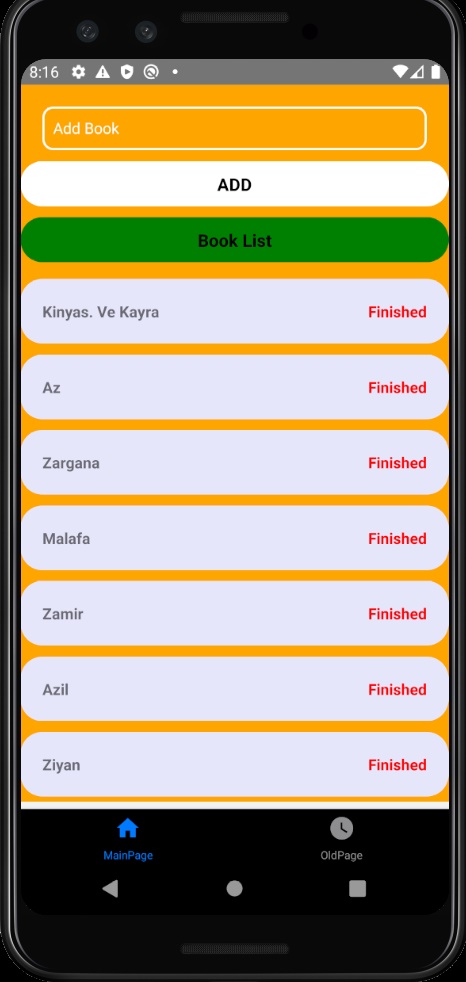 8:16
Add Book
ADD
Book List
Kinyas. Ve Kayra Finished
Az Finished
Zargana Finished
Malafa Finished
Zamir Finished
Azil Finished
Ziyan Finished
MainPage OldPage